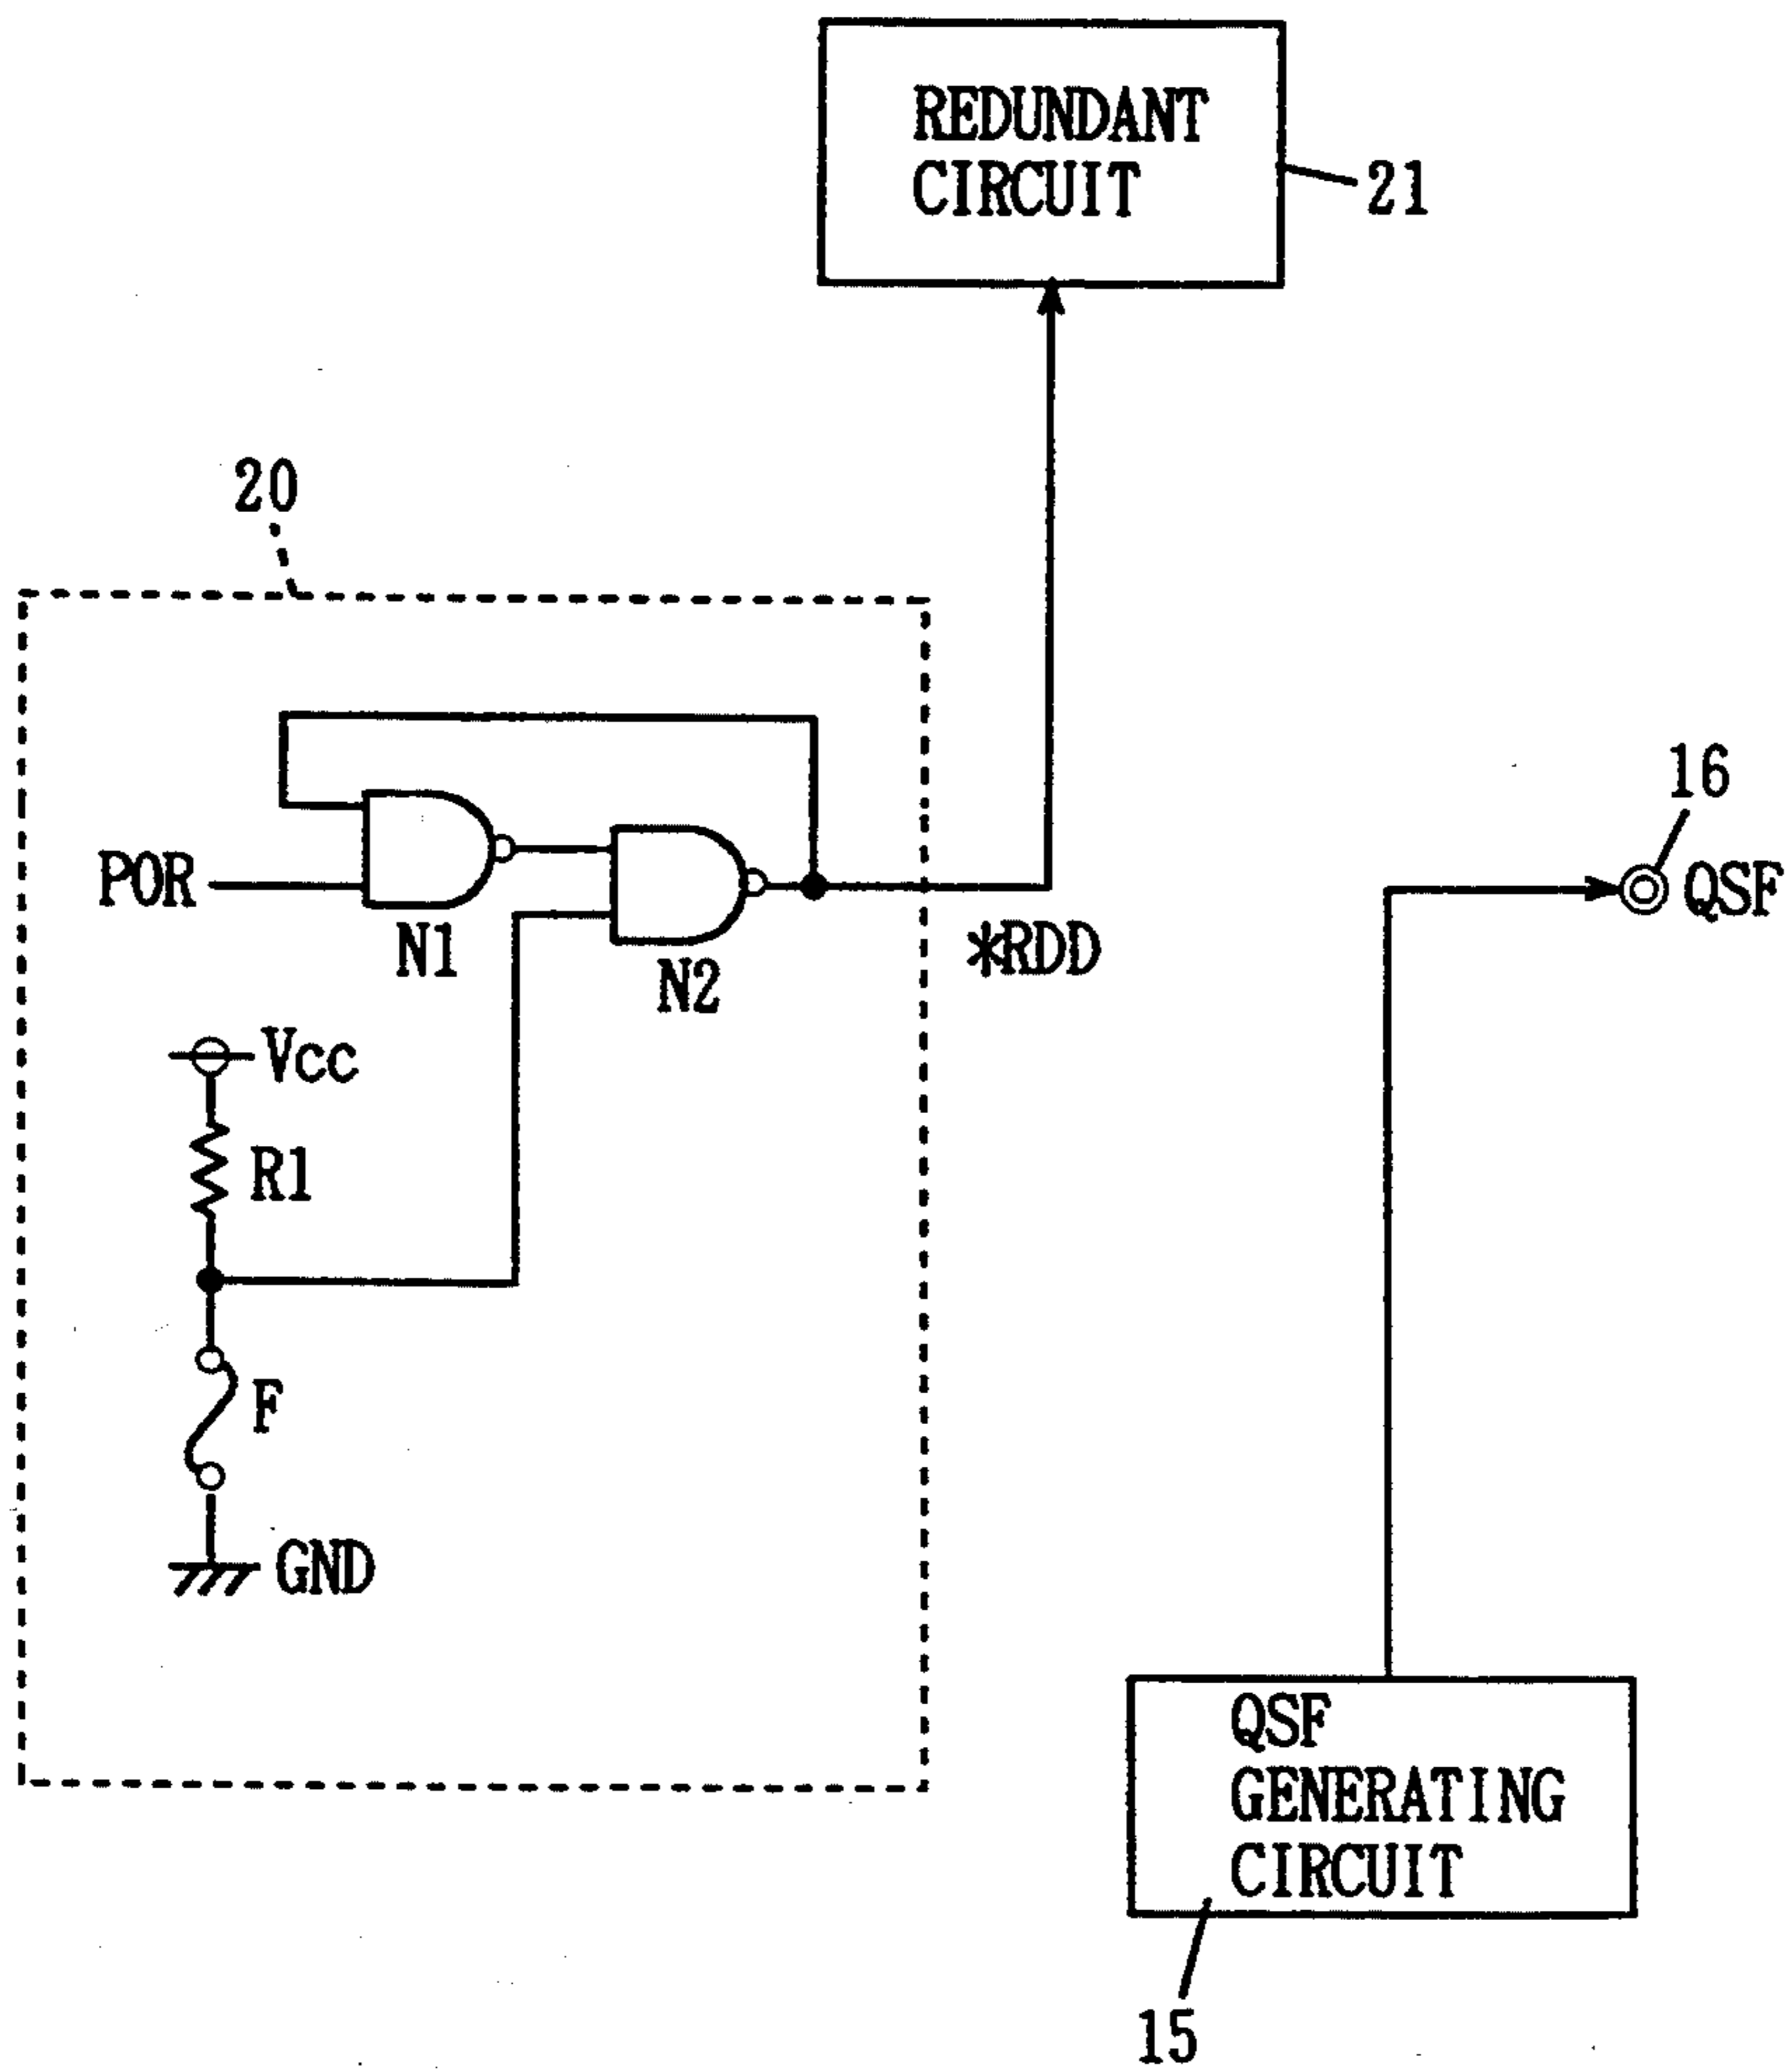 REDUNDANT
CIRCUIT
21
20
16
POR
QSF
N1
*RDD
N2
Vcc
R1
F
GND
QSF
GENERATING
CIRCUIT
15